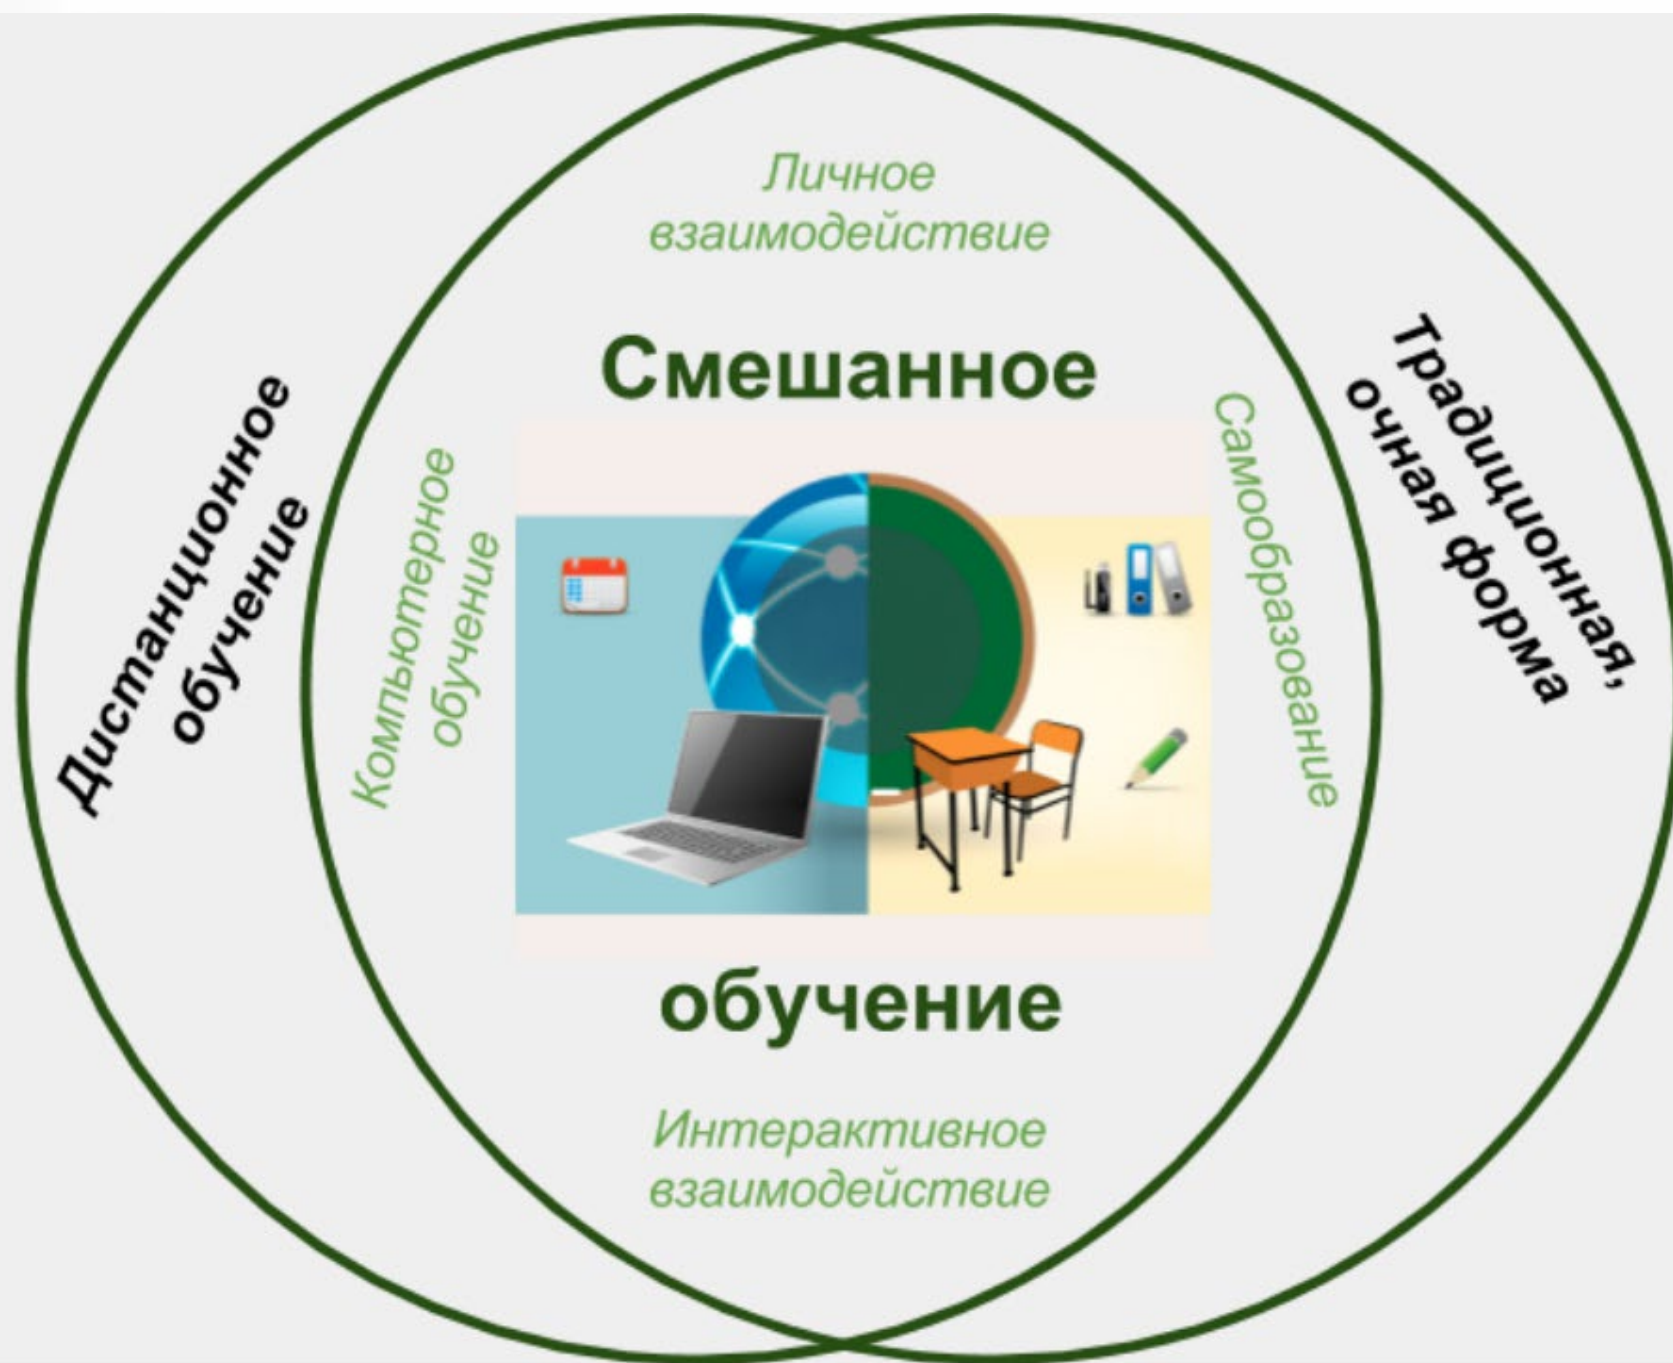 Личное
взаимодействие
Смешанное
Дистанционное
обучение
Компьютерное
обучение
Самообразование
Традиционная,
очная форма
обучение
Интерактивное
взаимодействие